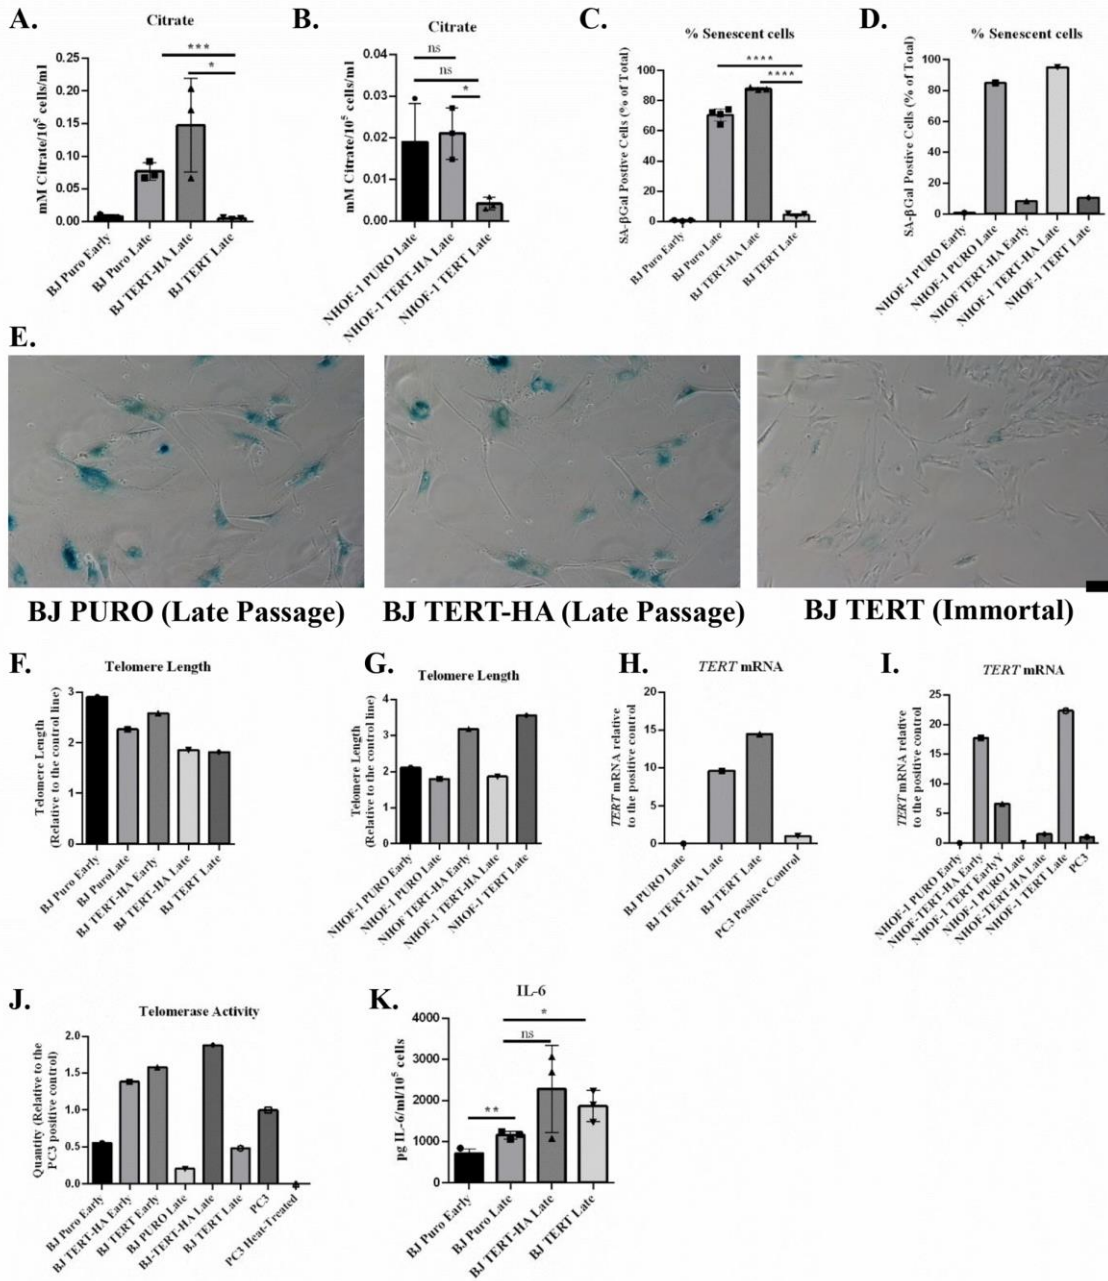 A.
Citrate
***
*
mM Citrate/10⁵ cells/ml
0.25
0.20
0.15
0.10
0.05
0.00
BJ Puro Early
BJ Puro Late
BJ TERT-HA Late
BJ TERT Late
B.
Citrate
ns
ns
*
mM Citrate/10⁵ cells/ml
0.04
0.03
0.02
0.01
0.00
NHOF-1 PURO Late
NHOF-1 TERT-HA Late
NHOF-1 TERT Late
C.
% Senescent cells
****
****
SA-βGal Postive Cells (% of Total)
100
80
60
40
20
0
BJ Puro Early
BJ Puro Late
BJ TERT-HA Late
BJ TERT Late
D.
% Senescent cells
SA-βGal Postive Cells (% of Total)
100
80
60
40
20
0
NHOF-1 PURO Early
NHOF-1 PURO Late
NHOF TERT-HA Early
NHOF-1 TERT-HA Late
NHOF-1 TERT Late
E.
BJ PURO (Late Passage)
BJ TERT-HA (Late Passage)
BJ TERT (Immortal)
F.
Telomere Length
Telomere Length
(Relative to the control line)
3
2
1
0
BJ Puro Early
BJ PuroLate
BJ TERT-HA Early
BJ TERT-HA Late
BJ TERT Late
G.
Telomere Length
Telomere Length
(Relative to the control line)
4
3
2
1
0
NHOF-1 PURO Early
NHOF-1 PURO Late
NHOF TERT-HA Early
NHOF-1 TERT-HA Late
NHOF-1 TERT Late
H.
TERT mRNA
TERT mRNA relative
to the positive control
20
15
10
5
0
BJ PURO Late
BJ TERT-HA Late
BJ TERT Late
PC3 Positive Control
I.
TERT mRNA
TERT mRNA relative
to the positive control
25
20
15
10
5
0
NHOF-1 PURO Early
NHOF-TERT-HA Early
NHOF-1 TERT EarlyY
NHOF-1 PURO Late
NHOF-TERT-HA Late
NHOF-1 TERT Late
PC3
J.
Telomerase Activity
Quantity (Relative to the
PC3 positive control)
2.0
1.5
1.0
0.5
0.0
BJ Puro Early
BJ TERT-HA Early
BJ TERT Early
BJ PURO Late
BJ-TERT-HA Late
BJ TERT Late
PC3
PC3 Heat-Treated
K.
IL-6
*
ns
**
pg IL-6/ml/10⁵ cells
4000
3000
2000
1000
0
BJ Puro Early
BJ Puro Late
BJ TERT-HA Late
BJ TERT Late